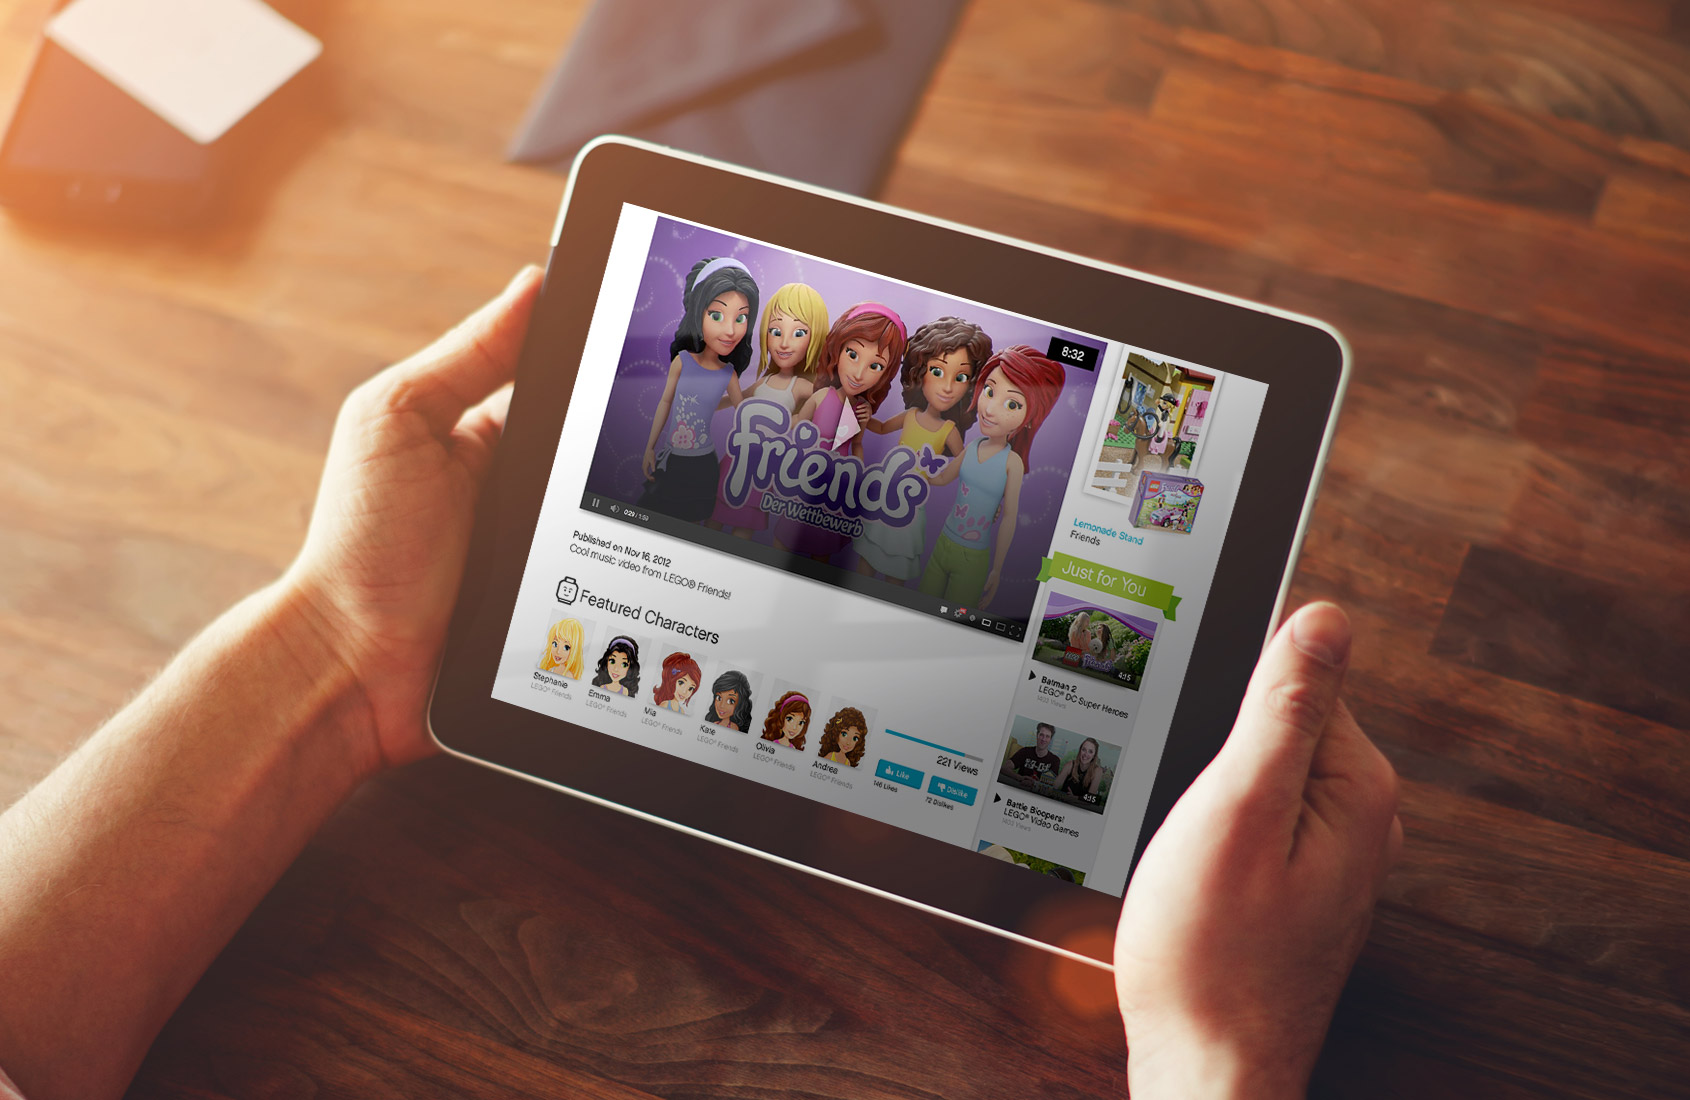 8:32
friends
Der Wettbewerb
0:29 / 1:59
Published on Nov 16, 2012
Cool music video from LEGO® Friends!
Featured Characters
Stephanie
LEGO® Friends
Emma
LEGO® Friends
Mia
LEGO® Friends
Kate
LEGO® Friends
Olivia
LEGO® Friends
Andrea
LEGO® Friends
221 Views
Like
146 Likes
Dislike
72 Dislikes
Lemonade Stand
Friends
Just for You
Friends
4:15
Batman 2
LEGO® DC Super Heroes
1400 Views
4:15
Battle Bloopers!
LEGO® Video Games
1400 Views